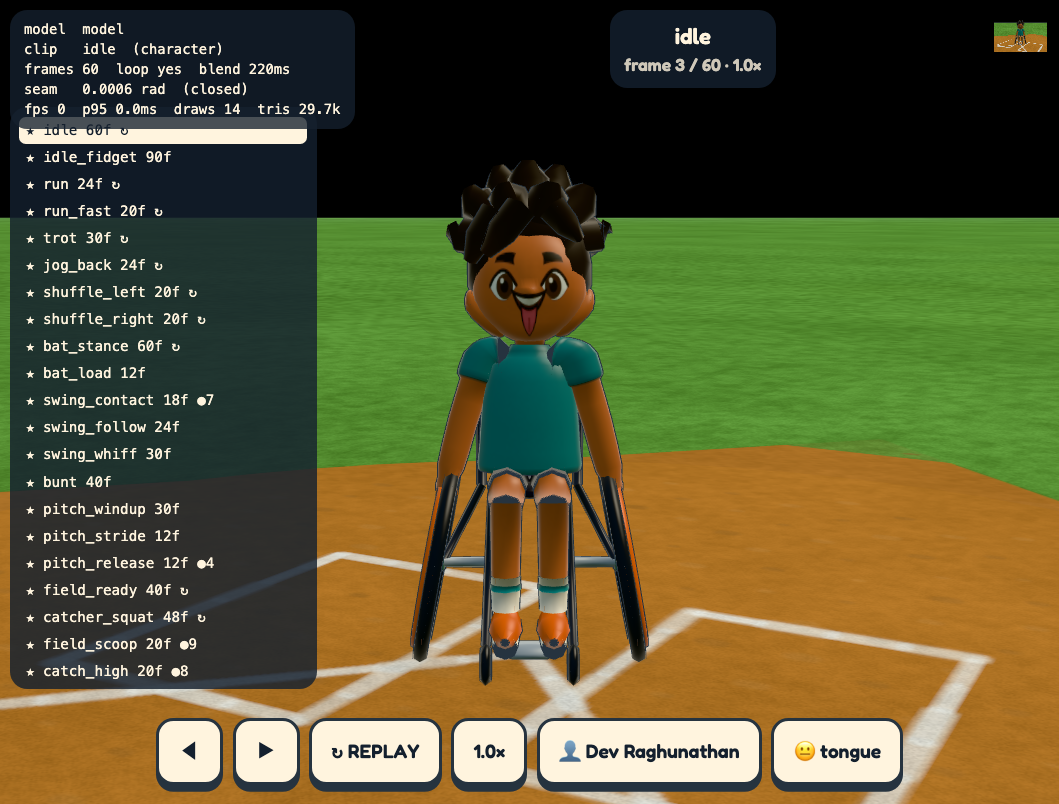 model model
clip idle (character)
frames 60 loop yes blend 220ms
seam 0.0006 rad (closed)
fps 0 p95 0.0ms draws 14 tris 29.7k
★ idle 60f ↻
★ idle_fidget 90f
★ run 24f ↻
★ run_fast 20f ↻
★ trot 30f ↻
★ jog_back 24f ↻
★ shuffle_left 20f ↻
★ shuffle_right 20f ↻
★ bat_stance 60f ↻
★ bat_load 12f
★ swing_contact 18f ●7
★ swing_follow 24f
★ swing_whiff 30f
★ bunt 40f
★ pitch_windup 30f
★ pitch_stride 12f
★ pitch_release 12f ●4
★ field_ready 40f ↻
★ catcher_squat 48f ↻
★ field_scoop 20f ●9
★ catch_high 20f ●8
idle
frame 3 / 60 · 1.0×
◀ ▶ ↻ REPLAY 1.0× 👤 Dev Raghunathan 😐 tongue